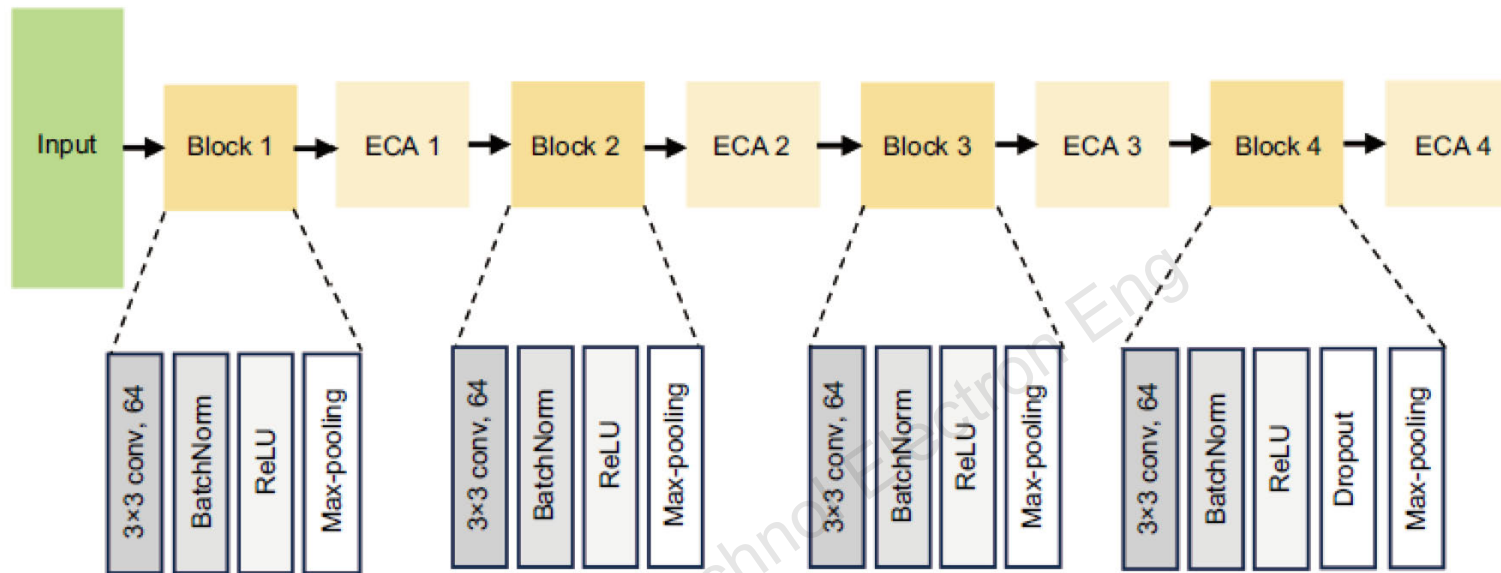 Input
Block 1
ECA 1
Block 2
ECA 2
Block 3
ECA 3
Block 4
ECA 4
3×3 conv, 64
BatchNorm
ReLU
Max-pooling
3×3 conv, 64
BatchNorm
ReLU
Max-pooling
3×3 conv, 64
BatchNorm
ReLU
Max-pooling
3×3 conv, 64
BatchNorm
ReLU
Dropout
Max-pooling
Electron Eng